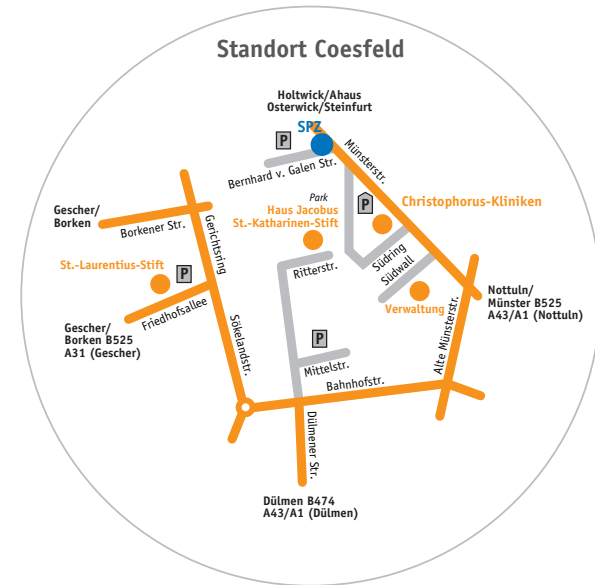 Standort Coesfeld
Holtwick/Ahaus
Osterwick/Steinfurt
SPZ
P
Münsterstr.
Bernhard v. Galen Str.
Park
P
Christophorus-Kliniken
Haus Jacobus
St.-Katharinen-Stift
Gescher/
Borken
Borkener Str.
Gerichtsring
Südring
Südwall
St.-Laurentius-Stift
P
Ritterstr.
Verwaltung
Nottuln/
Münster B525
A43/A1 (Nottuln)
Friedhofsallee
Gescher/
Borken B525
A31 (Gescher)
Sökelandstr.
P
Mittelstr.
Alte Münsterstr.
Bahnhofstr.
Dülmener Str.
Dülmen B474
A43/A1 (Dülmen)